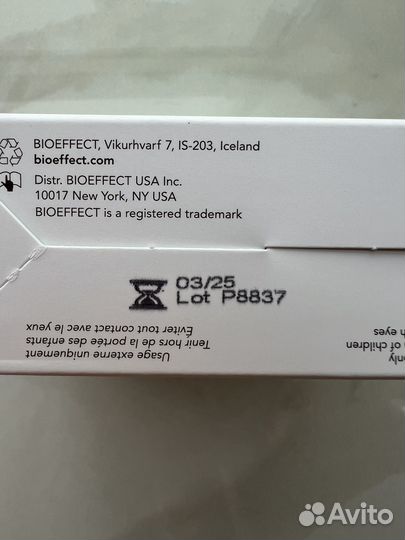 BIOEFFECT, Vikurhvarf 7, IS-203, Iceland
bioeffect.com
Distr. BIOEFFECT USA Inc.
10017 New York, NY USA
BIOEFFECT is a registered trademark
03/25
Lot P8837
Usage externe uniquement
Tenir hors de la portée des enfants
Éviter tout contact avec le yeux
only
of children
eyes
Avito